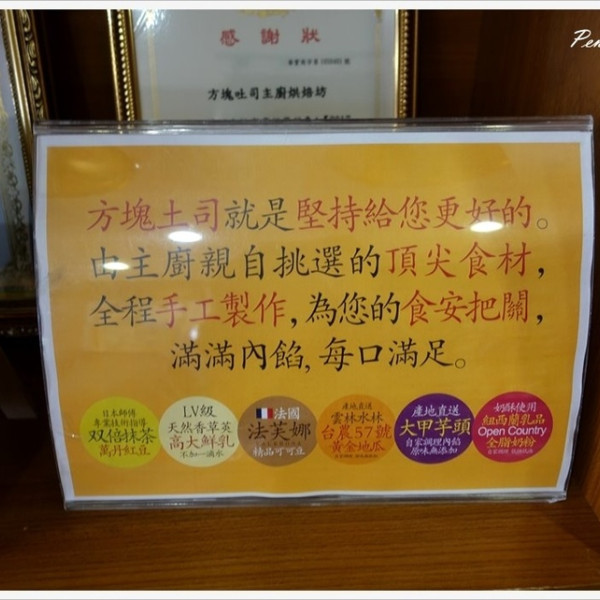 Pen
感謝狀
方塊吐司主廚烘焙坊
方塊土司就是堅持給您更好的。
由主廚親自挑選的頂尖食材，
全程手工製作，為您的食安把關，
滿滿內餡，每口滿足。
日本師傅
專業技術指導
双倍抹茶
萬丹紅豆
LV級
天然香草莢
高大鮮乳
不加一滴水
法國
法芙娜
精品可可豆
產地直送
雲林水林
台農57號
黃金地瓜
產地直送
大甲芋頭
自家調理內餡
原味無添加
奶酥使用
紐西蘭乳品
Open Country
全脂奶粉